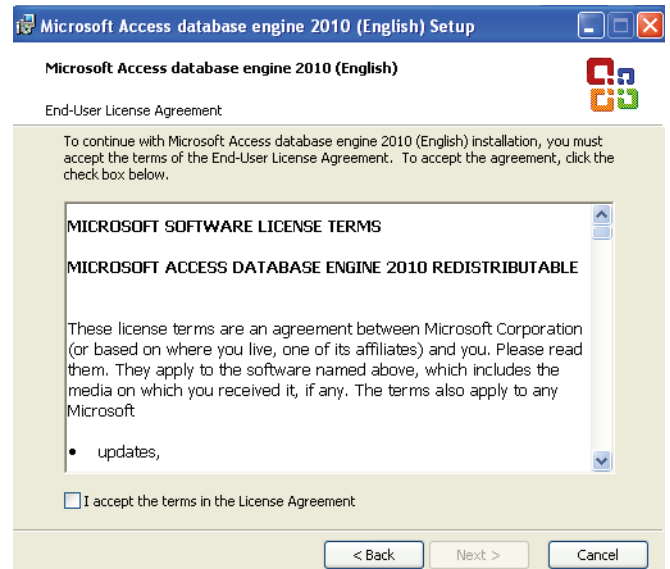 Microsoft Access database engine 2010 (English) Setup
Microsoft Access database engine 2010 (English)
End-User License Agreement
To continue with Microsoft Access database engine 2010 (English) installation, you must
accept the terms of the End-User License Agreement. To accept the agreement, click the
check box below.
MICROSOFT SOFTWARE LICENSE TERMS
MICROSOFT ACCESS DATABASE ENGINE 2010 REDISTRIBUTABLE
These license terms are an agreement between Microsoft Corporation
(or based on where you live, one of its affiliates) and you. Please read
them. They apply to the software named above, which includes the
media on which you received it, if any. The terms also apply to any
Microsoft
• updates,
I accept the terms in the License Agreement
< Back Next > Cancel